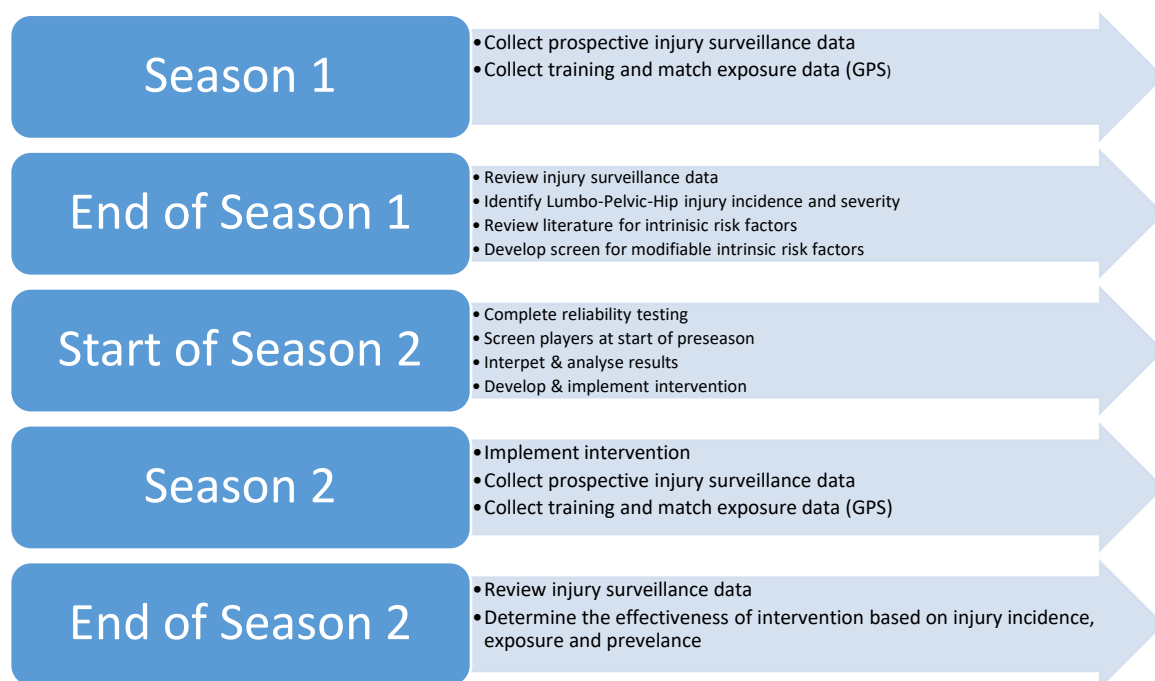 Season 1
•Collect prospective injury surveillance data
•Collect training and match exposure data (GPS)
End of Season 1
•Review injury surveillance data
•Identify Lumbo-Pelvic-Hip injury incidence and severity
•Review literature for intrinisic risk factors
•Develop screen for modifiable intrinsic risk factors
Start of Season 2
•Complete reliability testing
•Screen players at start of preseason
•Interpet & analyse results
•Develop & implement intervention
Season 2
•Implement intervention
•Collect prospective injury surveillance data
•Collect training and match exposure data (GPS)
End of Season 2
•Review injury surveillance data
•Determine the effectiveness of intervention based on injury incidence,
exposure and prevelance